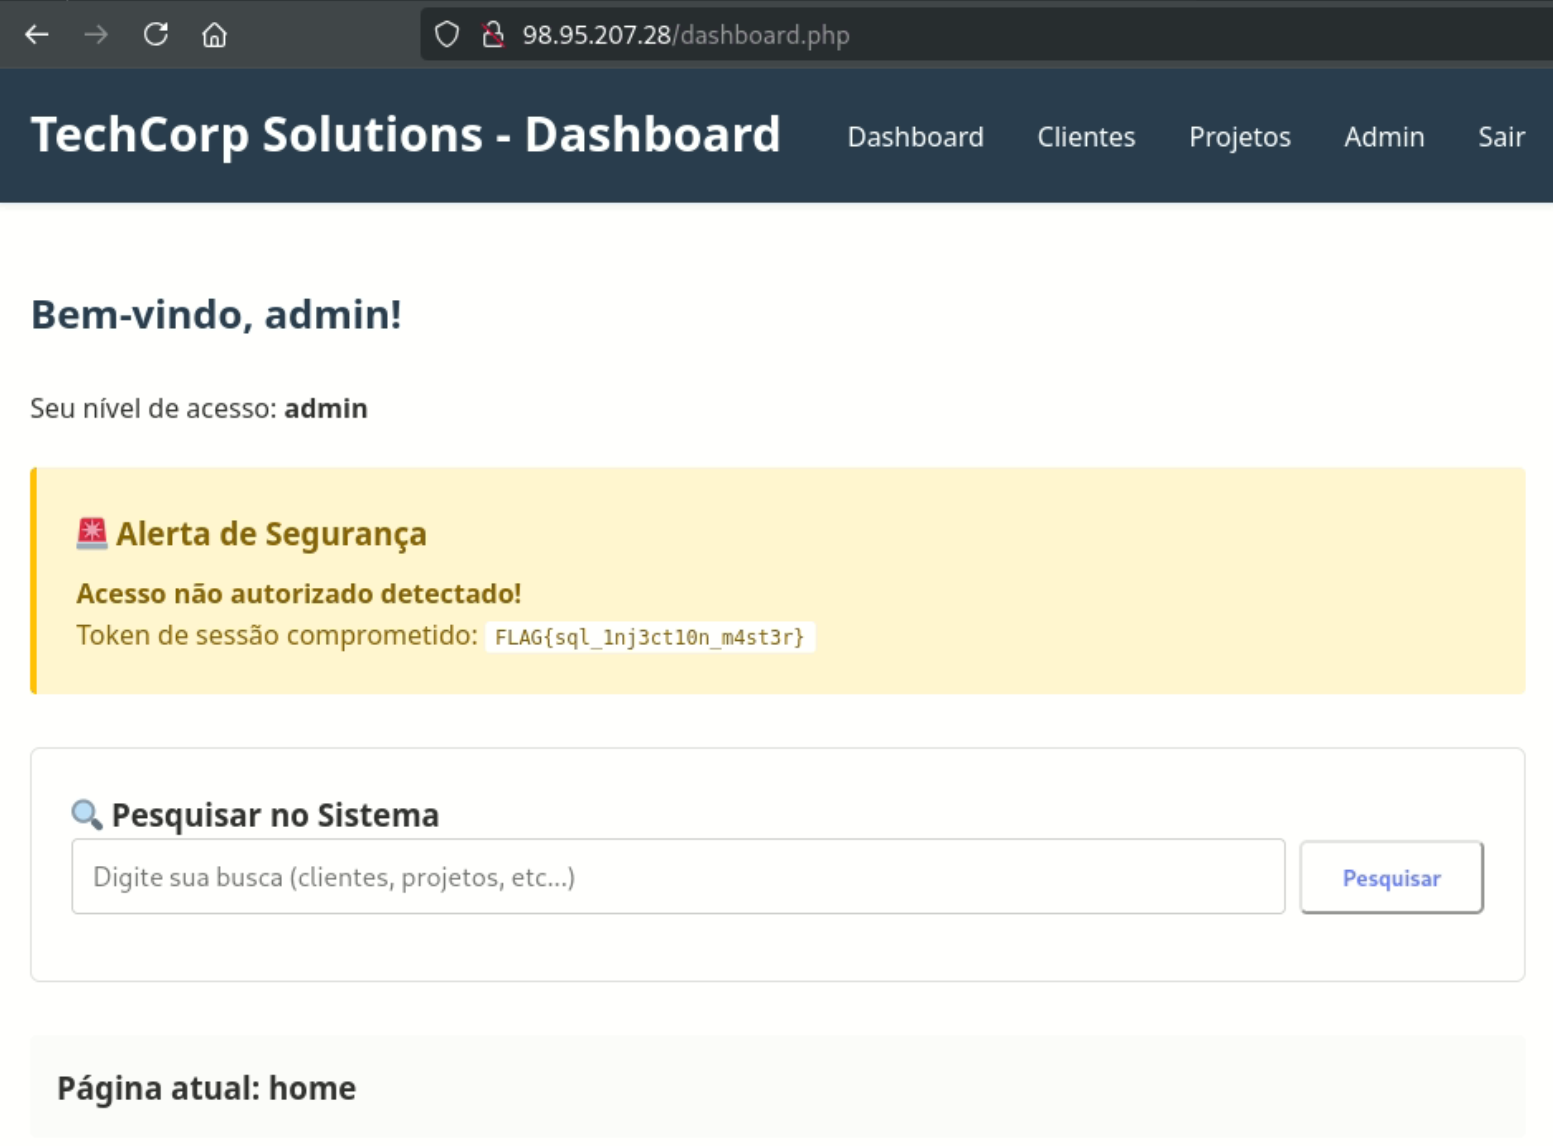 98.95.207.28/dashboard.php
TechCorp Solutions - Dashboard Dashboard Clientes Projetos Admin Sair
Bem-vindo, admin!
Seu nível de acesso: admin
Alerta de Segurança
Acesso não autorizado detectado!
Token de sessão comprometido: FLAG{sql_1nj3ct10n_m4st3r}
Pesquisar no Sistema
Digite sua busca (clientes, projetos, etc...) Pesquisar
Página atual: home